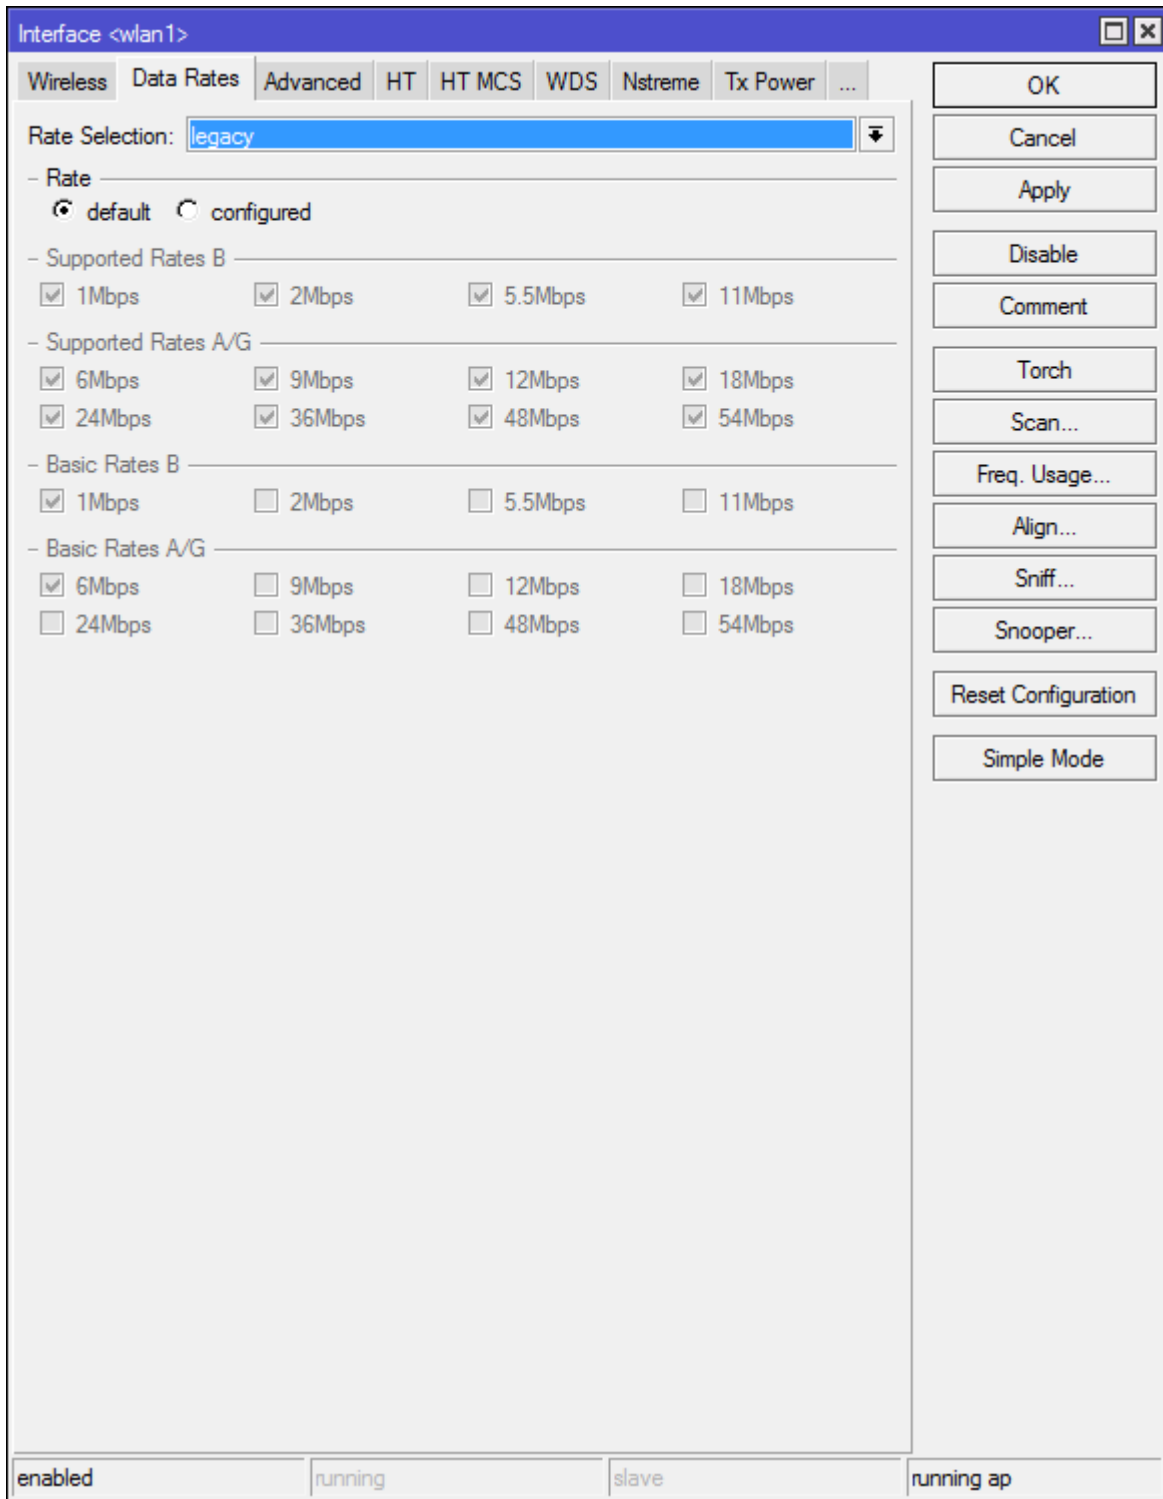 Interface <wlan1>
Wireless Data Rates Advanced HT HT MCS WDS Nstreme Tx Power ...
Rate Selection: legacy
Rate
default configured
Supported Rates B
1Mbps 2Mbps 5.5Mbps 11Mbps
Supported Rates A/G
6Mbps 9Mbps 12Mbps 18Mbps
24Mbps 36Mbps 48Mbps 54Mbps
Basic Rates B
1Mbps 2Mbps 5.5Mbps 11Mbps
Basic Rates A/G
6Mbps 9Mbps 12Mbps 18Mbps
24Mbps 36Mbps 48Mbps 54Mbps
OK
Cancel
Apply
Disable
Comment
Torch
Scan...
Freq. Usage...
Align...
Sniff...
Snooper...
Reset Configuration
Simple Mode
enabled running slave running ap